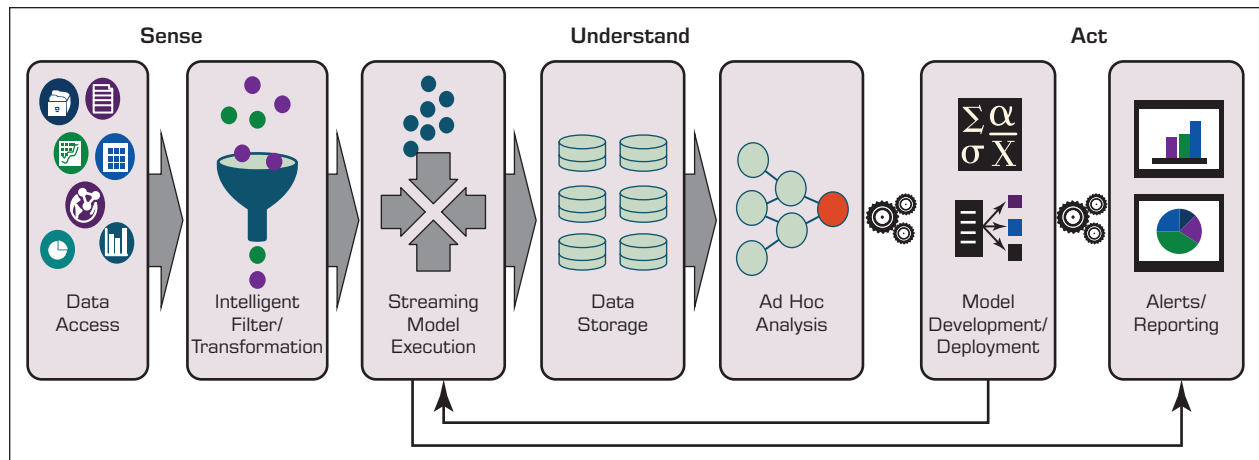 Sense
Understand
Act
Data
Access
Intelligent
Filter/
Transformation
Streaming
Model
Execution
Data
Storage
Ad Hoc
Analysis
Σ α
σ X
Model
Development/
Deployment
Alerts/
Reporting